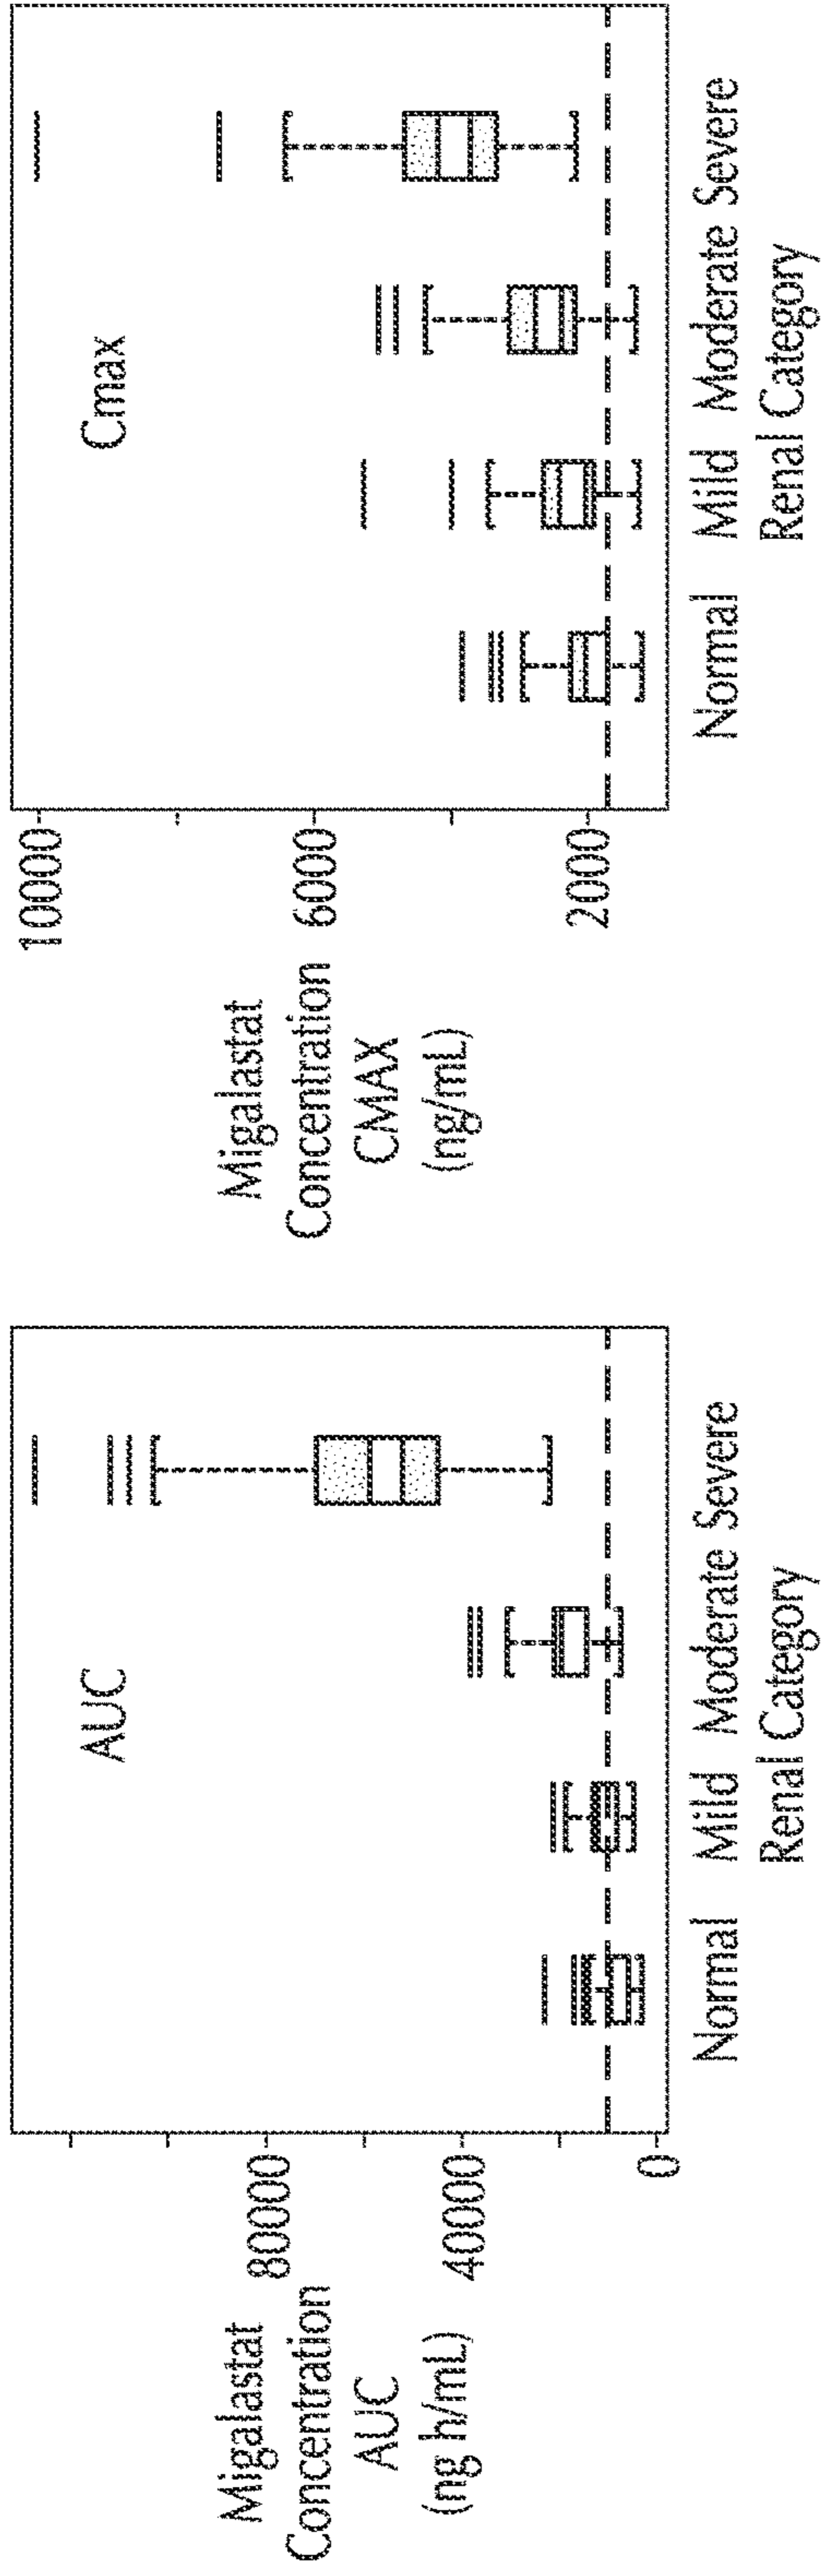 AUC
Migalastat
Concentration
AUC
(ng h/mL)
80000
40000
0
Normal Mild Moderate Severe
Renal Category
Cmax
Migalastat
Concentration
CMAX
(ng/mL)
10000
6000
2000
Normal Mild Moderate Severe
Renal Category